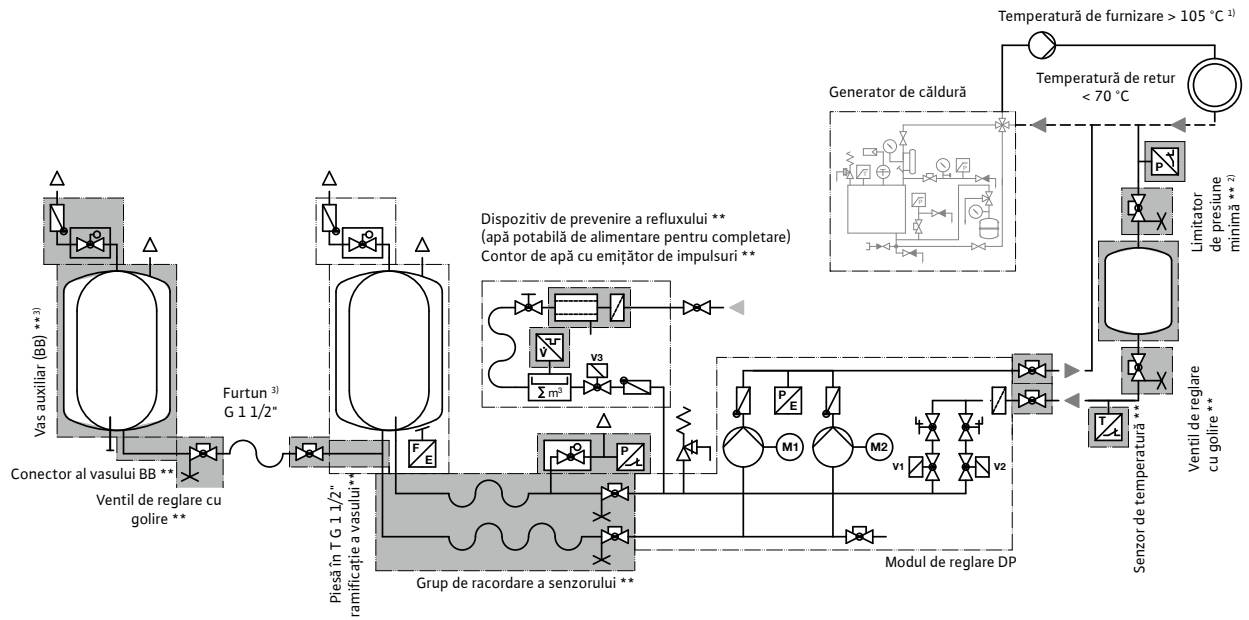 Temperatură de furnizare > 105 °C ¹⁾
Temperatură de retur
< 70 °C
Generator de căldură
Limitator
de presiune
minimă ** ²⁾
P
Dispozitiv de prevenire a refluxului **
(apă potabilă de alimentare pentru completare)
Contor de apă cu emițător de impulsuri **
V̇
V3
Σ m³
Vas auxiliar (BB) ** ³⁾
Furtun ³⁾
G 1 1/2"
F
E
P
P
E
M1
M2
V1
V2
T
Conector al vasului BB **
Ventil de reglare cu
golire **
Piesă în T G 1 1/2"
ramificație a vasului**
Grup de racordare a senzorului **
Modul de reglare DP
Senzor de temperatură **
Ventil de reglare
cu golire **